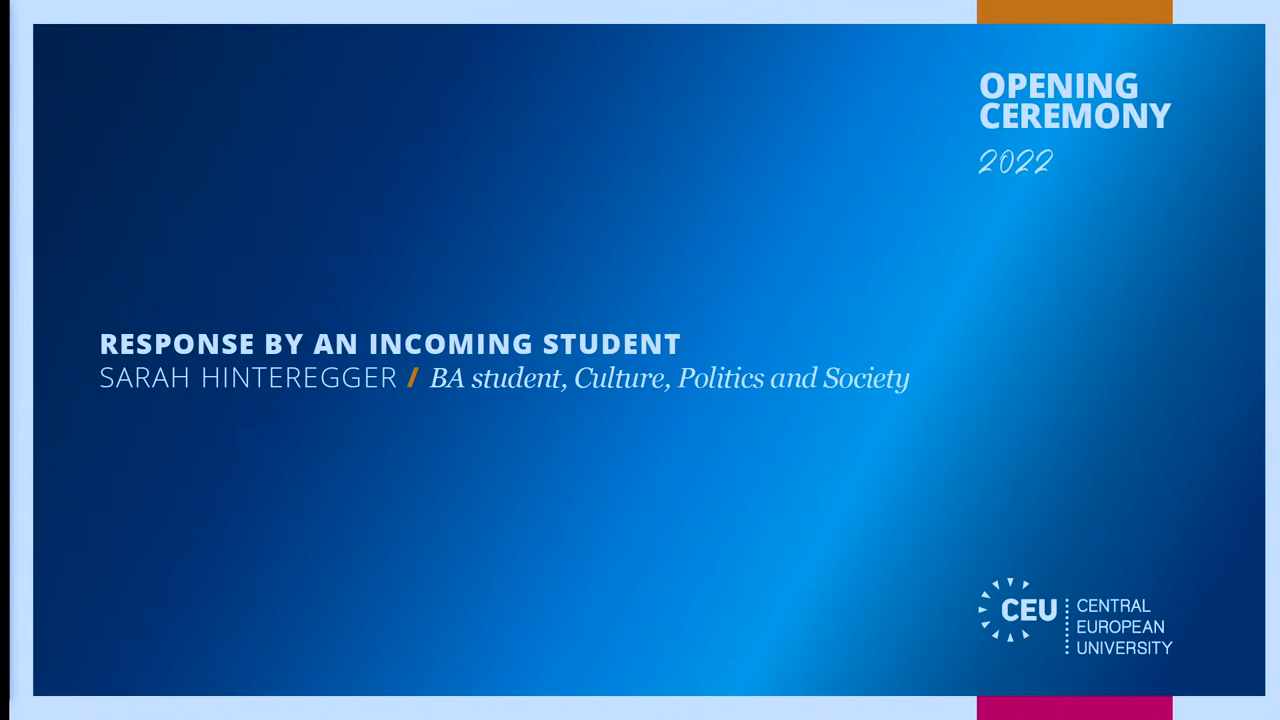 OPENING
CEREMONY
2022
RESPONSE BY AN INCOMING STUDENT
SARAH HINTEREGGER / BA student, Culture, Politics and Society
CEU
CENTRAL
EUROPEAN
UNIVERSITY